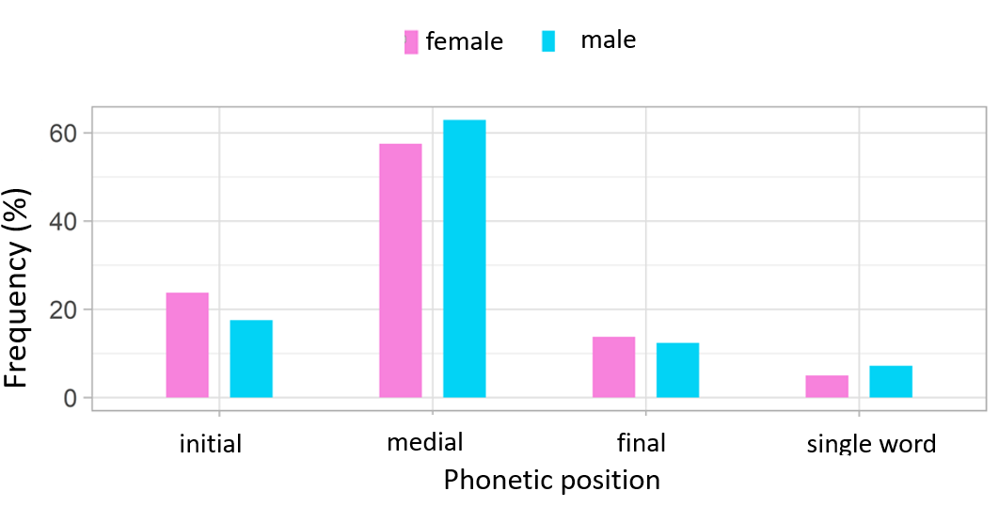 female male
60
40
20
0
Frequency (%)
initial medial final single word
Phonetic position